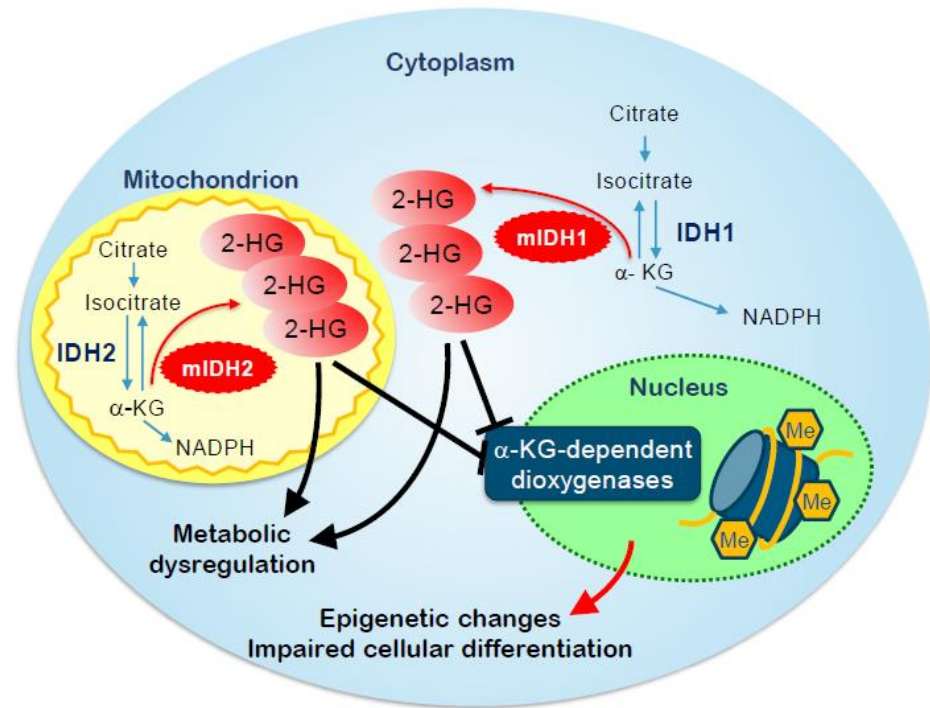 Cytoplasm
Citrate
Isocitrate
IDH1
mIDH1
α- KG
NADPH
2-HG
2-HG
2-HG
Mitochondrion
Citrate
Isocitrate
IDH2
mIDH2
α-KG
NADPH
2-HG
2-HG
2-HG
Nucleus
α-KG-dependent
dioxygenases
Me
Me
Me
Metabolic
dysregulation
Epigenetic changes
Impaired cellular differentiation